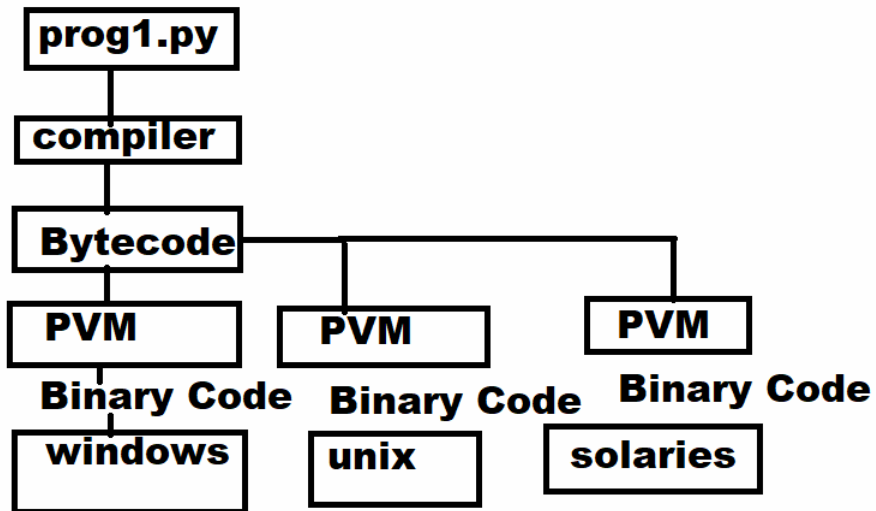 prog1.py
compiler
Bytecode
PVM
PVM
PVM
Binary Code
Binary Code
Binary Code
windows
unix
solaries